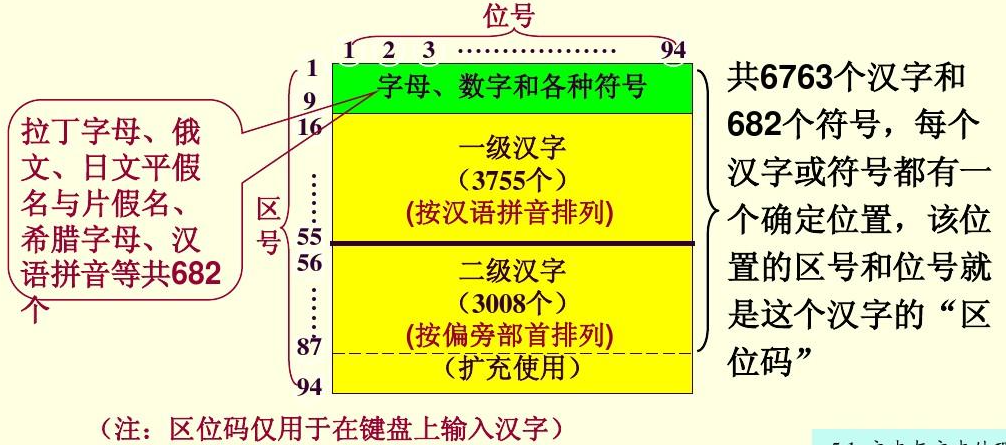 位号
1 2 3 ·················· 94
1
9
16
55
56
87
94
区
号
字母、数字和各种符号
一级汉字
（3755个）
(按汉语拼音排列)
二级汉字
（3008个）
(按偏旁部首排列)
（扩充使用）
拉丁字母、俄
文、日文平假
名与片假名、
希腊字母、汉
语拼音等共682
个
共6763个汉字和
682个符号，每个
汉字或符号都有一
个确定位置，该位
置的区号和位号就
是这个汉字的“区
位码”
（注：区位码仅用于在键盘上输入汉字）